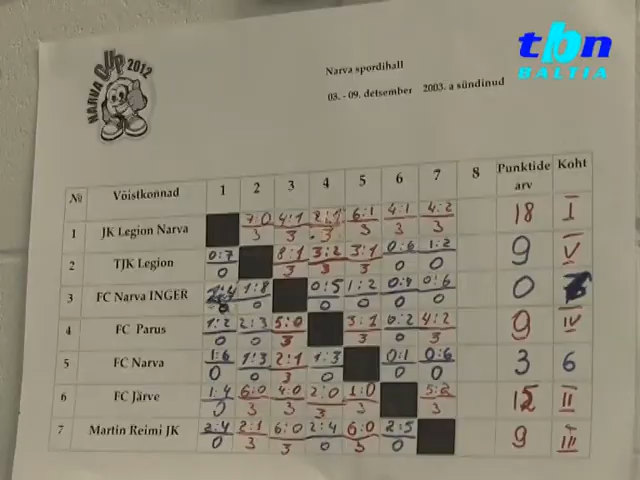 tbn
BALTIA
NARVA CUP 2012
Narva spordihall
03. - 09. detsember 2003. a sündinud
№ Võistkonnad 1 2 3 4 5 6 7 8 Punktide arv Koht
1 JK Legion Narva 7:0 4:1 2:1 6:1 4:1 4:2 18 I
3 3 3 3 3 3
2 TJK Legion 0:7 8:1 3:2 3:1 0:6 1:2 9 V
0 3 3 3 0 0
3 FC Narva INGER 1:8 0:5 1:2 0:6 0
0 0 0 0 0 0
4 FC Parus 1:2 2:3 5:0 3:1 0:2 4:2 9 IV
0 0 3 3 0 3
5 FC Narva 1:6 1:3 2:1 1:3 0:1 0:6 3 6
0 0 3 0 0 0
6 FC Järve 1:4 6:0 4:0 2:0 1:0 5:2 15 II
0 3 3 3 3 3
7 Martin Reimi JK 2:4 2:1 6:0 2:4 6:0 2:5 9 III
0 3 3 0 3 0